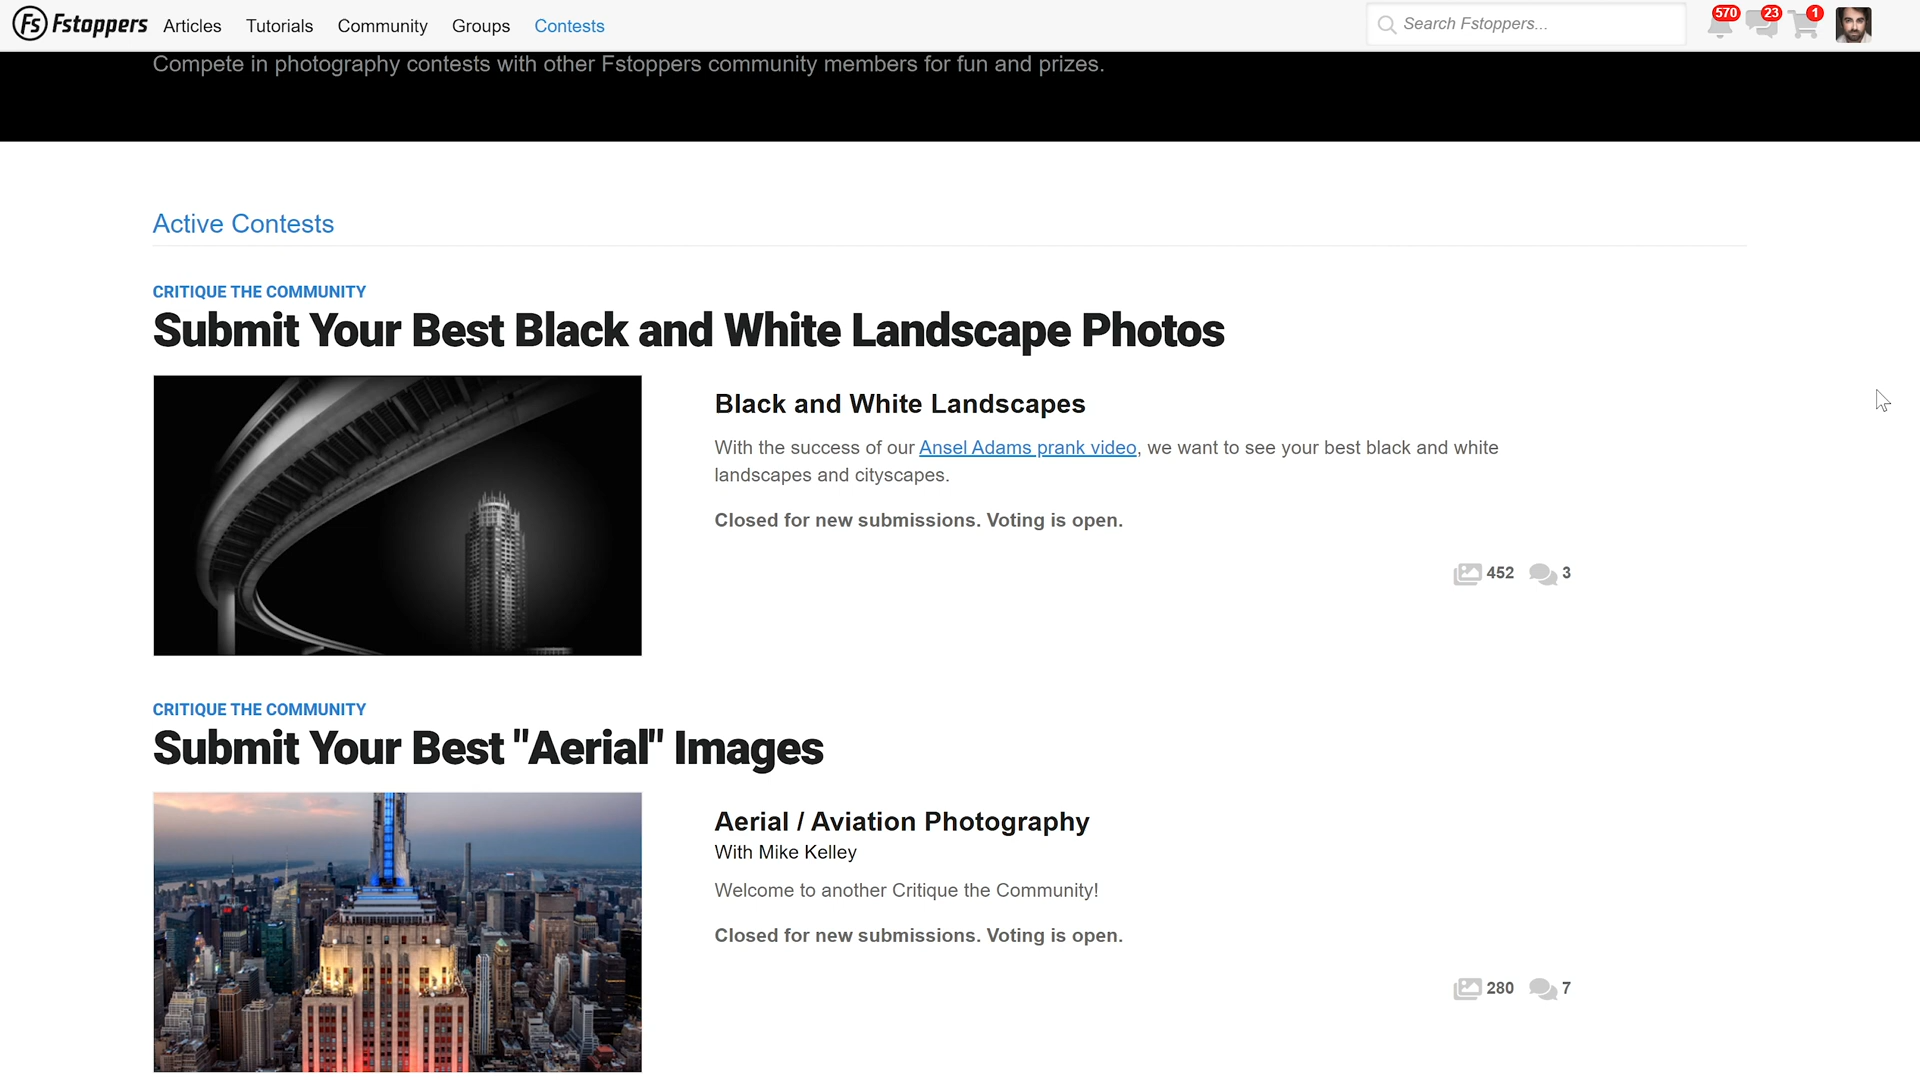 Fs Fstoppers Articles Tutorials Community Groups Contests Search Fstoppers... 570 23 1
Compete in photography contests with other Fstoppers community members for fun and prizes.
Active Contests
CRITIQUE THE COMMUNITY
Submit Your Best Black and White Landscape Photos
Black and White Landscapes
With the success of our Ansel Adams prank video, we want to see your best black and white
landscapes and cityscapes.
Closed for new submissions. Voting is open.
452 3
CRITIQUE THE COMMUNITY
Submit Your Best "Aerial" Images
Aerial / Aviation Photography
With Mike Kelley
Welcome to another Critique the Community!
Closed for new submissions. Voting is open.
280 7